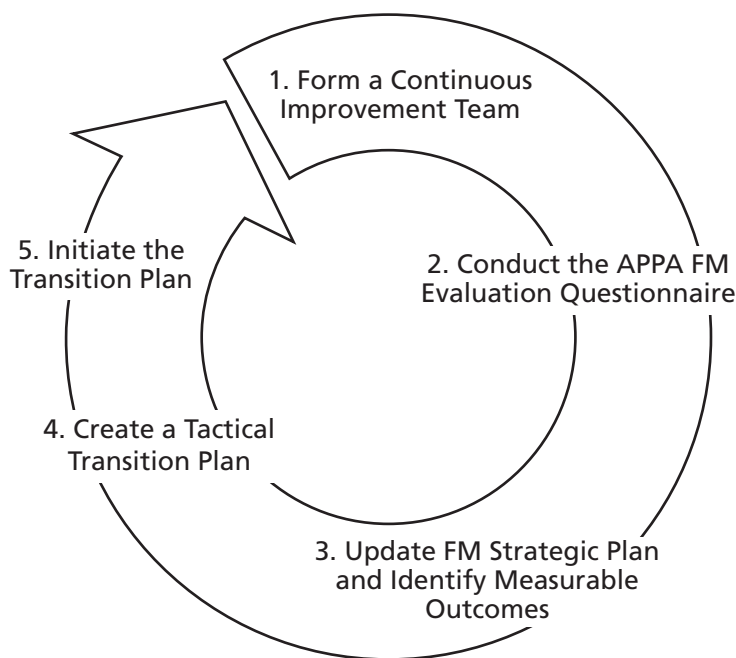 1. Form a Continuous
Improvement Team
2. Conduct the APPA FM
Evaluation Questionnaire
3. Update FM Strategic Plan
and Identify Measurable
Outcomes
4. Create a Tactical
Transition Plan
5. Initiate the
Transition Plan